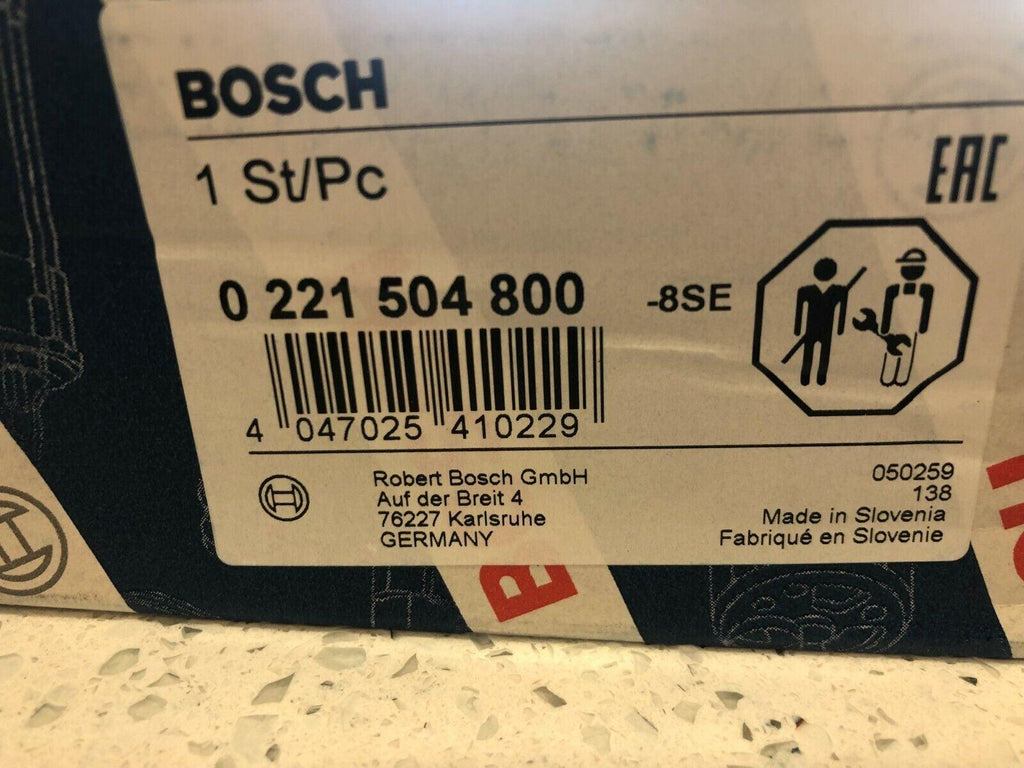 BOSCH
1 St/Pc
EAC
0 221 504 800
-8SE
4 047025 410229
Robert Bosch GmbH
Auf der Breit 4
76227 Karlsruhe
GERMANY
050259
138
Made in Slovenia
Fabriqué en Slovenie
B